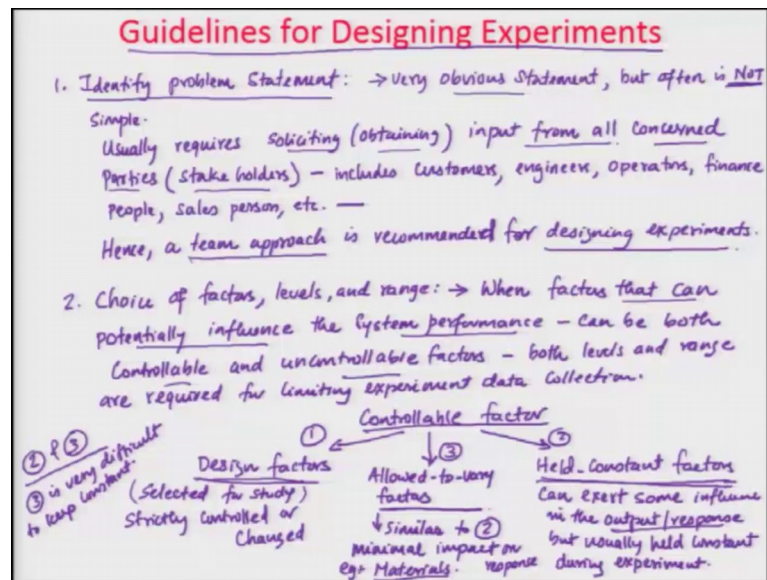 Guidelines for Designing Experiments
1. Identify problem Statement: → very obvious statement, but often is NOT
Simple.
Usually requires soliciting (obtaining) input from all concerned
Parties (stake holders) – includes customers, engineers, operators, finance
people, sales person, etc. —
Hence, a team approach is recommended for designing experiments.
2. Choice of factors, levels, and range: → When factors that can
potentially influence the system performance – can be both
Controllable and uncontrollable factors – both levels and range
are required for limiting experiment data collection.
Controllable factor
①
Design factors
(selected for study)
Strictly controlled or
Changed
③
Allowed-to-vary
factors
↓ Similar to ②
minimal impact on
eg: Materials. response
②
Held-Constant factors
Can exert some influence
in the output/response
but usually held constant
during experiment.
② & ③
③ is very difficult
to keep constant.